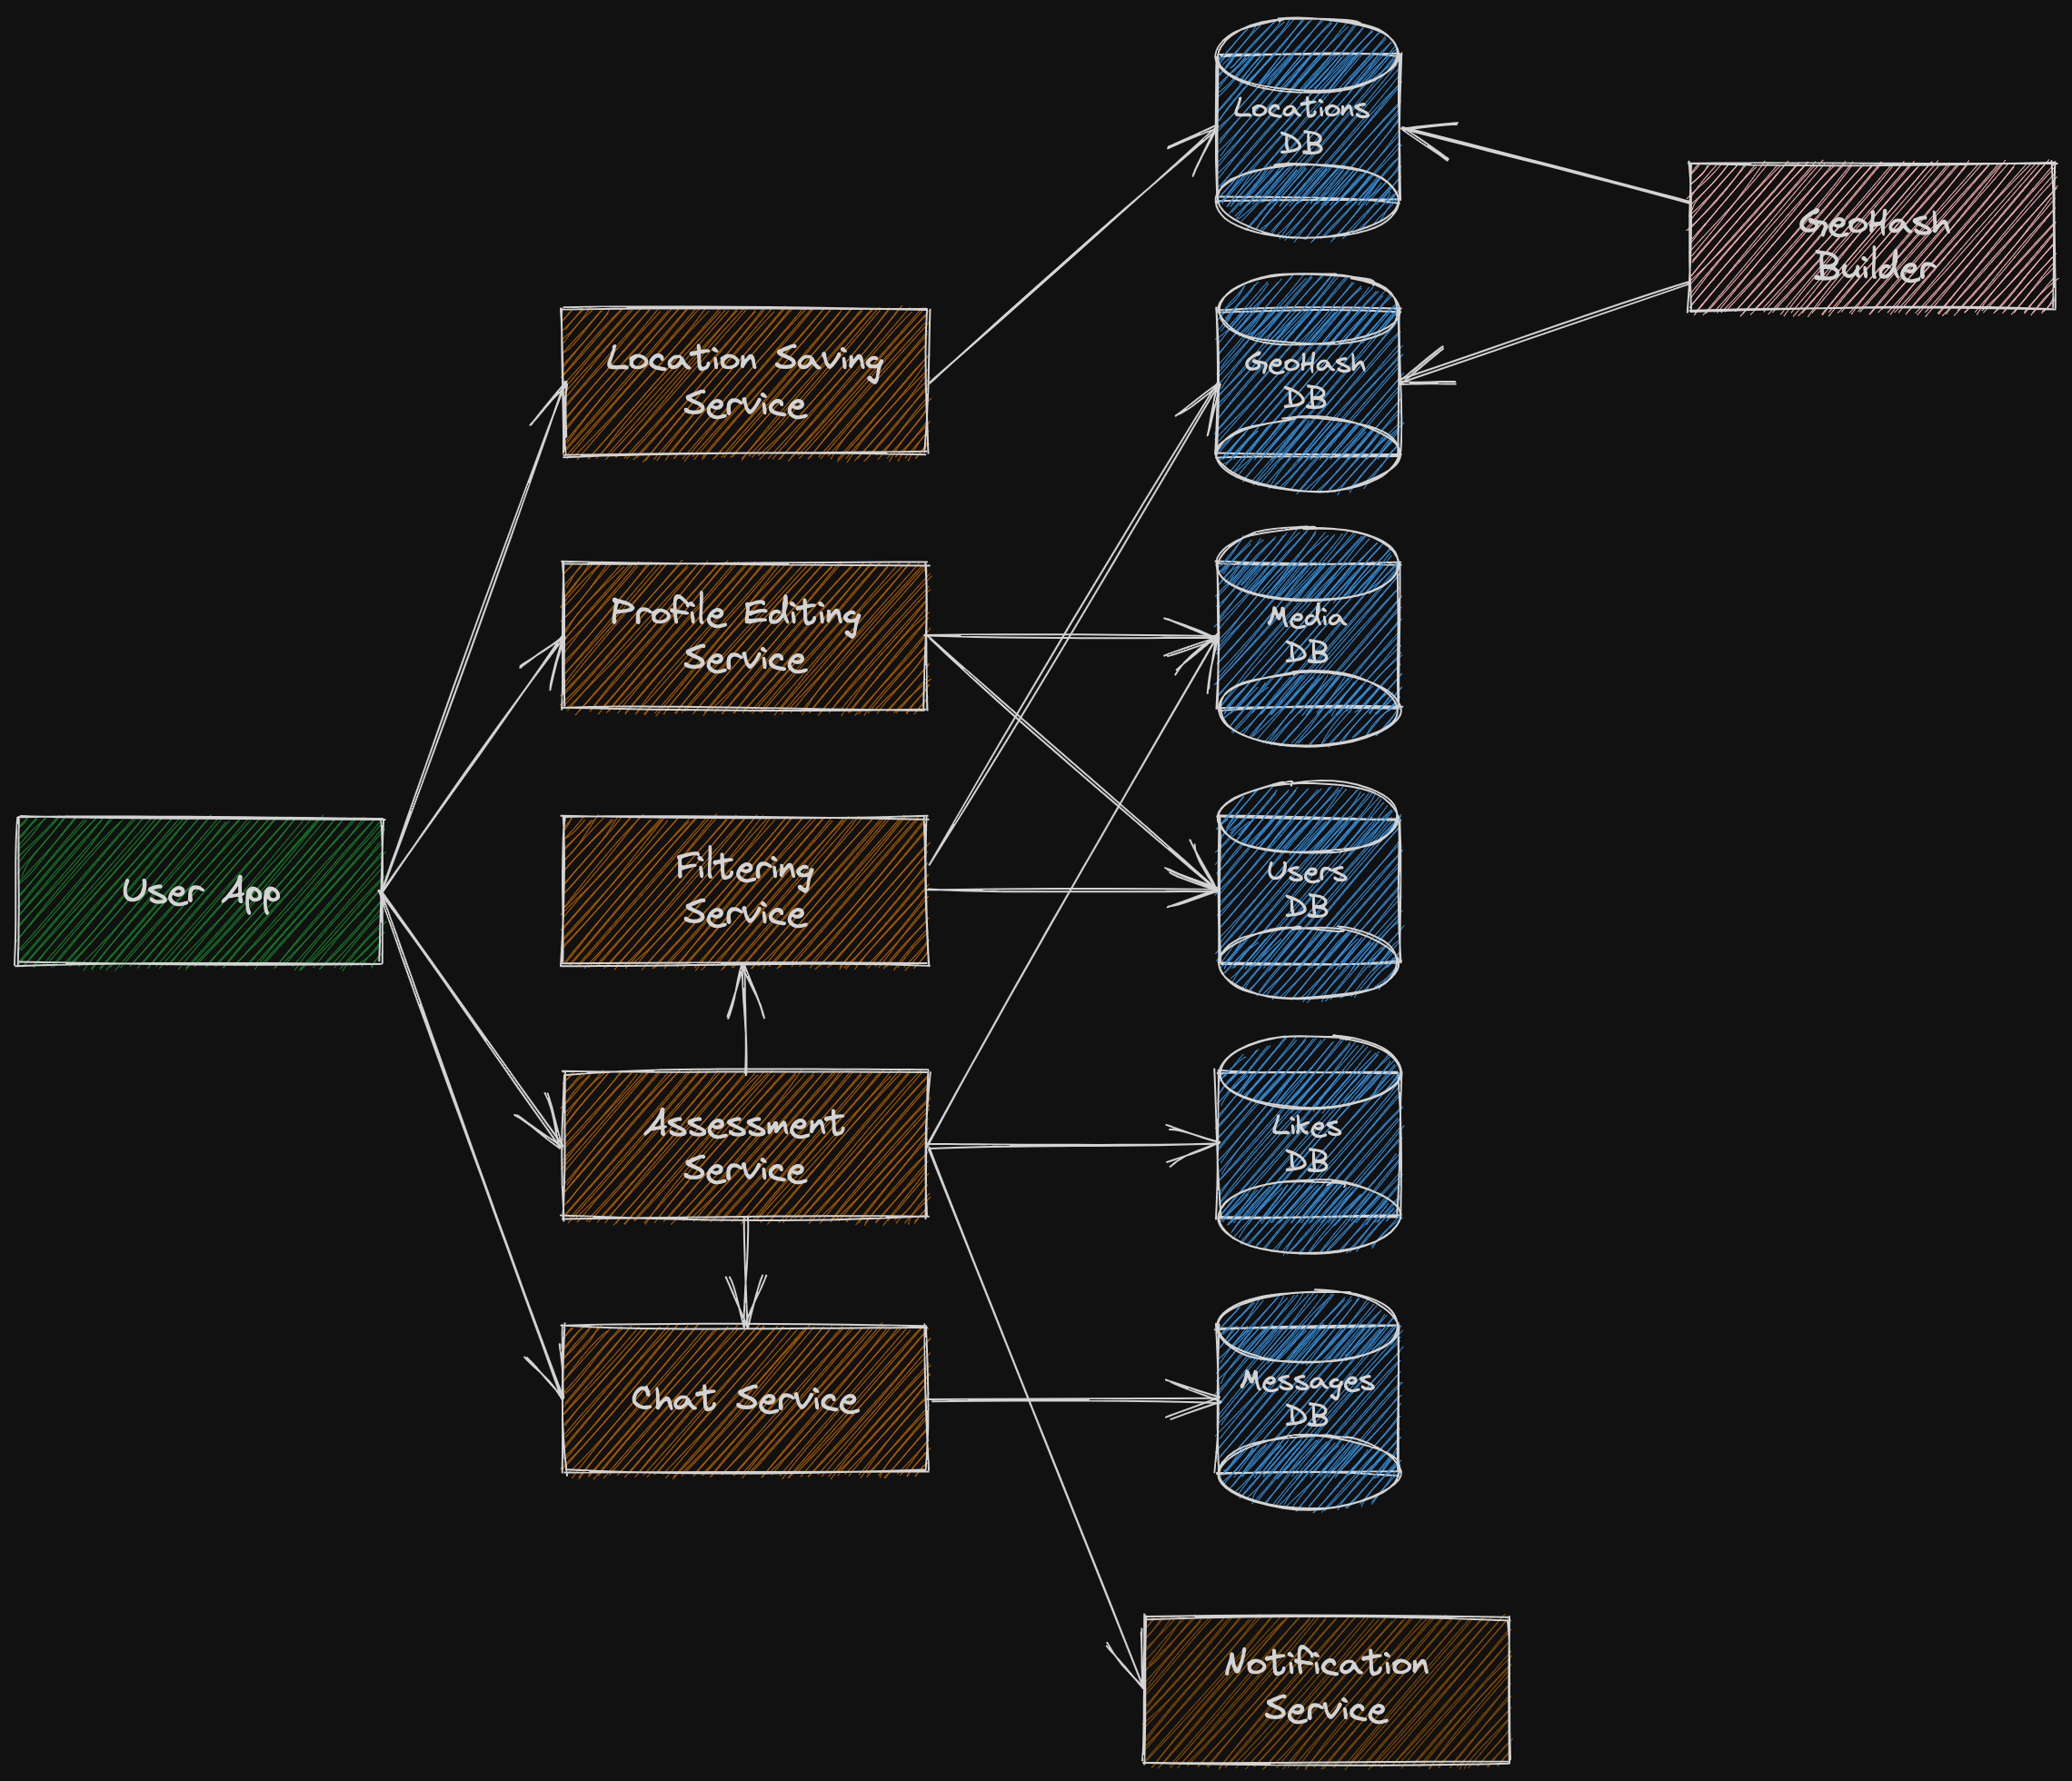 Locations
DB
GeoHash
Builder
Location Saving
Service
GeoHash
DB
Profile Editing
Service
Media
DB
User App
Filtering
Service
Users
DB
Assessment
Service
Likes
DB
Chat Service
Messages
DB
Notification
Service